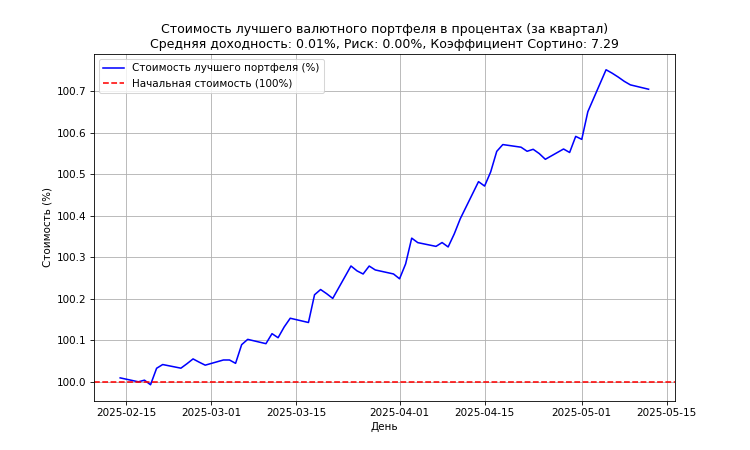 Стоимость лучшего валютного портфеля в процентах (за квартал)
Средняя доходность: 0.01%, Риск: 0.00%, Коэффициент Сортино: 7.29
Стоимость лучшего портфеля (%)
Начальная стоимость (100%)
Стоимость (%)
100.7
100.6
100.5
100.4
100.3
100.2
100.1
100.0
2025-02-15
2025-03-01
2025-03-15
2025-04-01
2025-04-15
2025-05-01
2025-05-15
День